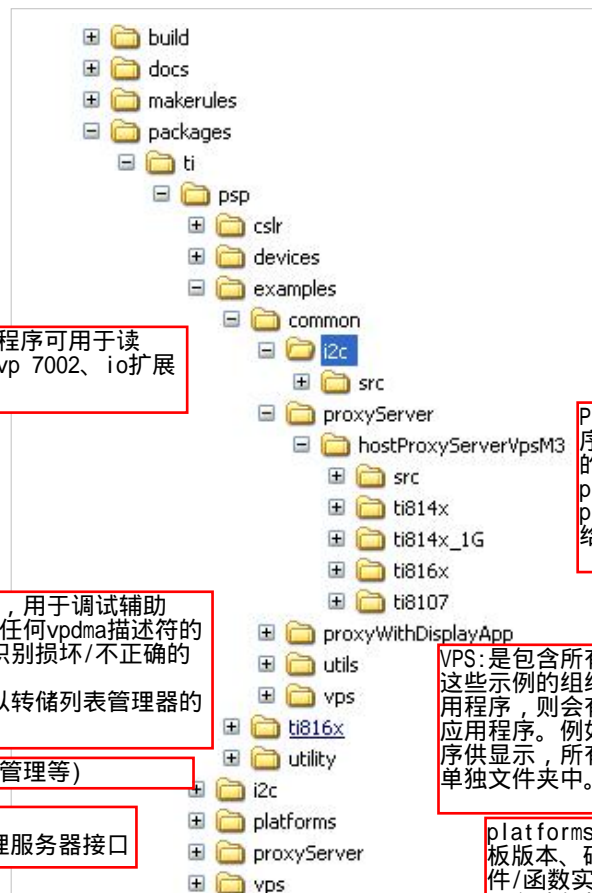 build
docs
makerules
packages
ti
psp
cslr
devices
examples
common
i2c
src
proxyServer
hostProxyServerVpsM3
src
ti814x
ti814x_1G
ti816x
ti8107
proxyWithDisplayApp
utils
vps
ti816x
utility
i2c
platforms
proxyServer
vps
程序可用于读
vp 7002、io扩展
,用于调试辅助
任何vpdma描述符的
识别损坏/不正确的
以转储列表管理器的
管理等)
理服务器接口
序
的
给
VPS:是包含所有
这些示例的组织
用程序,则会有
应用程序。例如
序供显示,所有
单独文件夹中。
platforms
板版本、硬
件/函数实